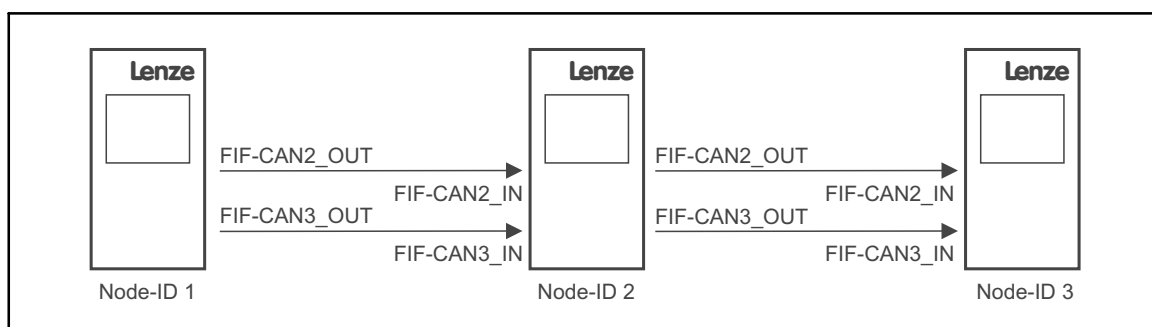 Lenze
Lenze
Lenze
FIF-CAN2_OUT
FIF-CAN2_OUT
FIF-CAN2_IN
FIF-CAN2_IN
FIF-CAN3_OUT
FIF-CAN3_OUT
FIF-CAN3_IN
FIF-CAN3_IN
Node-ID 1
Node-ID 2
Node-ID 3